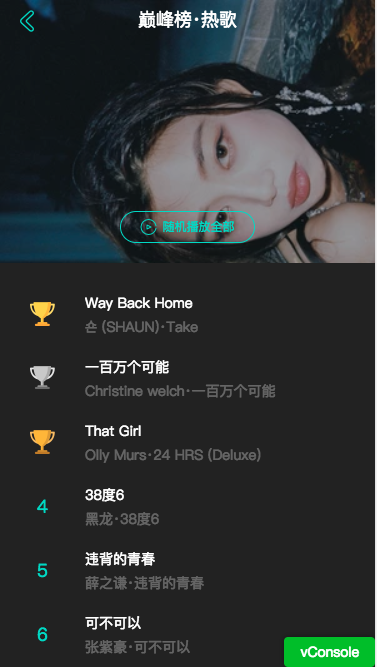 巅峰榜·热歌
随机播放全部
Way Back Home
숀 (SHAUN)·Take
一百万个可能
Christine welch·一百万个可能
That Girl
Olly Murs·24 HRS (Deluxe)
4
38度6
黑龙·38度6
5
违背的青春
薛之谦·违背的青春
6
可不可以
张紫豪·可不可以
vConsole